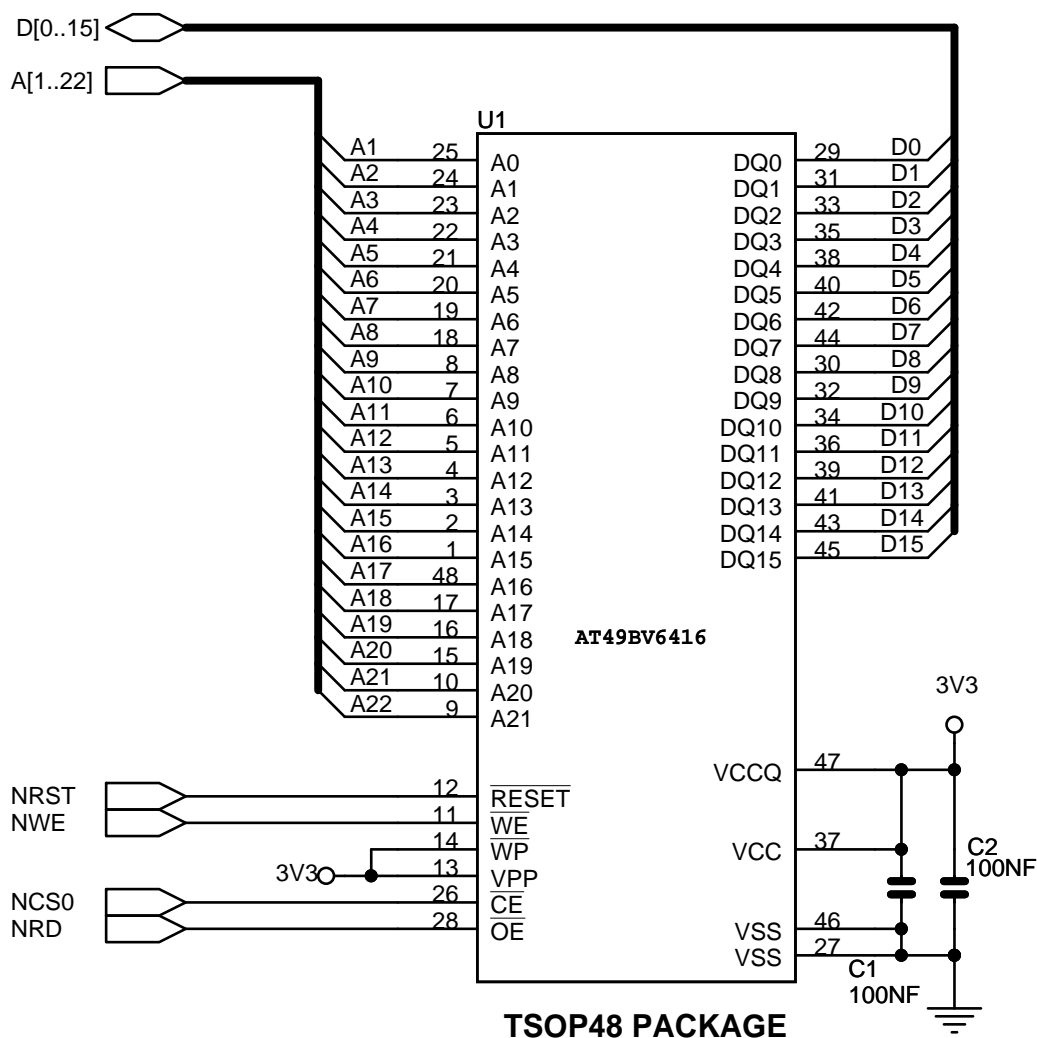 D[0..15]
A[1..22]
U1
A1 25 A0 DQ0 29 D0
A2 24 A1 DQ1 31 D1
A3 23 A2 DQ2 33 D2
A4 22 A3 DQ3 35 D3
A5 21 A4 DQ4 38 D4
A6 20 A5 DQ5 40 D5
A7 19 A6 DQ6 42 D6
A8 18 A7 DQ7 44 D7
A9 8 A8 DQ8 30 D8
A10 7 A9 DQ9 32 D9
A11 6 A10 DQ10 34 D10
A12 5 A11 DQ11 36 D11
A13 4 A12 DQ12 39 D12
A14 3 A13 DQ13 41 D13
A15 2 A14 DQ14 43 D14
A16 1 A15 DQ15 45 D15
A17 48 A16
A18 17 A17
A19 16 A18 AT49BV6416
A20 15 A19
A21 10 A20
A22 9 A21
3V3
VCCQ 47
NRST 12 RESET
NWE 11 WE
14 WP VCC 37 C2
3V3 13 VPP 100NF
NCS0 26 CE
NRD 28 OE VSS 46
VSS 27
C1
100NF
TSOP48 PACKAGE